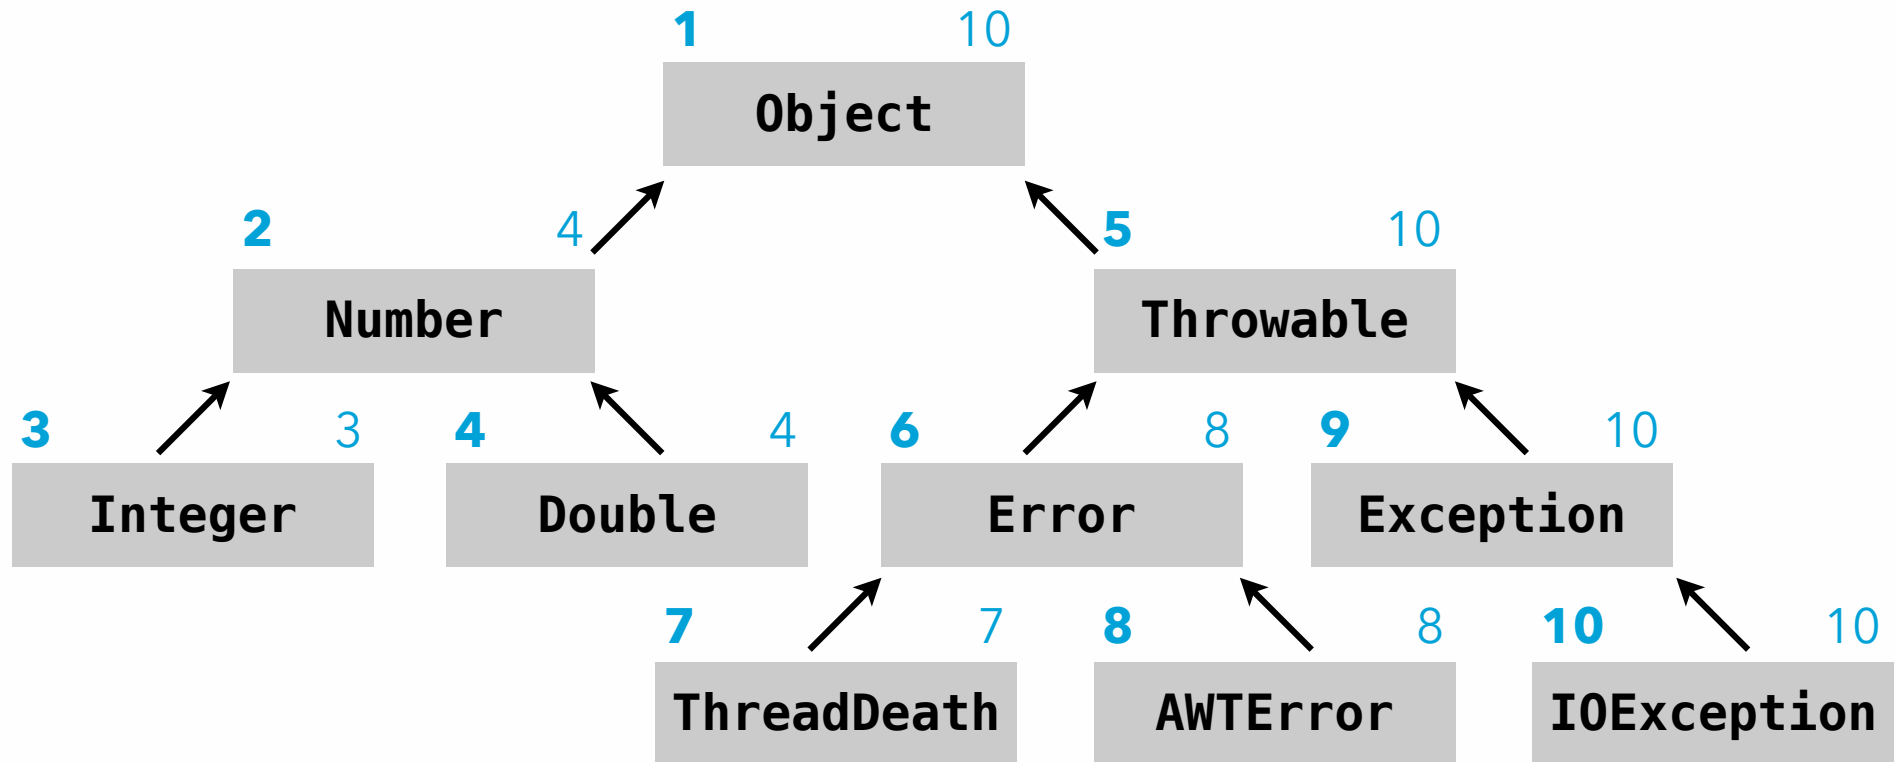 1 10
Object
2 4 5 10
Number Throwable
3 3 4 4 6 8 9 10
Integer Double Error Exception
7 7 8 8 10 10
ThreadDeath AWTError IOException